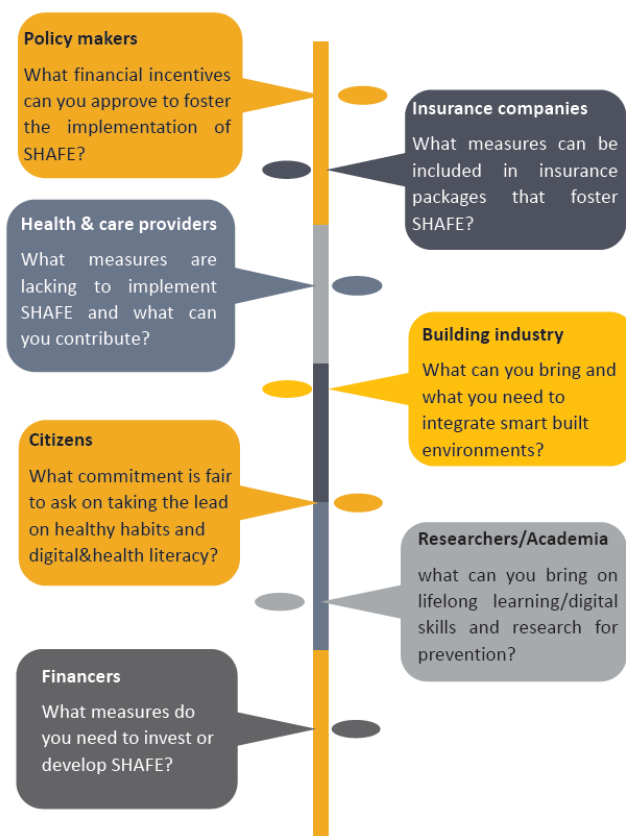 Policy makers
What financial incentives
can you approve to foster
the implementation of
SHAFE?
Insurance companies
What measures can be
included in insurance
packages that foster
SHAFE?
Health & care providers
What measures are
lacking to implement
SHAFE and what can
you contribute?
Building industry
What can you bring and
what you need to
integrate smart built
environments?
Citizens
What commitment is fair
to ask on taking the lead
on healthy habits and
digital&health literacy?
Researchers/Academia
what can you bring on
lifelong learning/digital
skills and research for
prevention?
Financers
What measures do
you need to invest or
develop SHAFE?